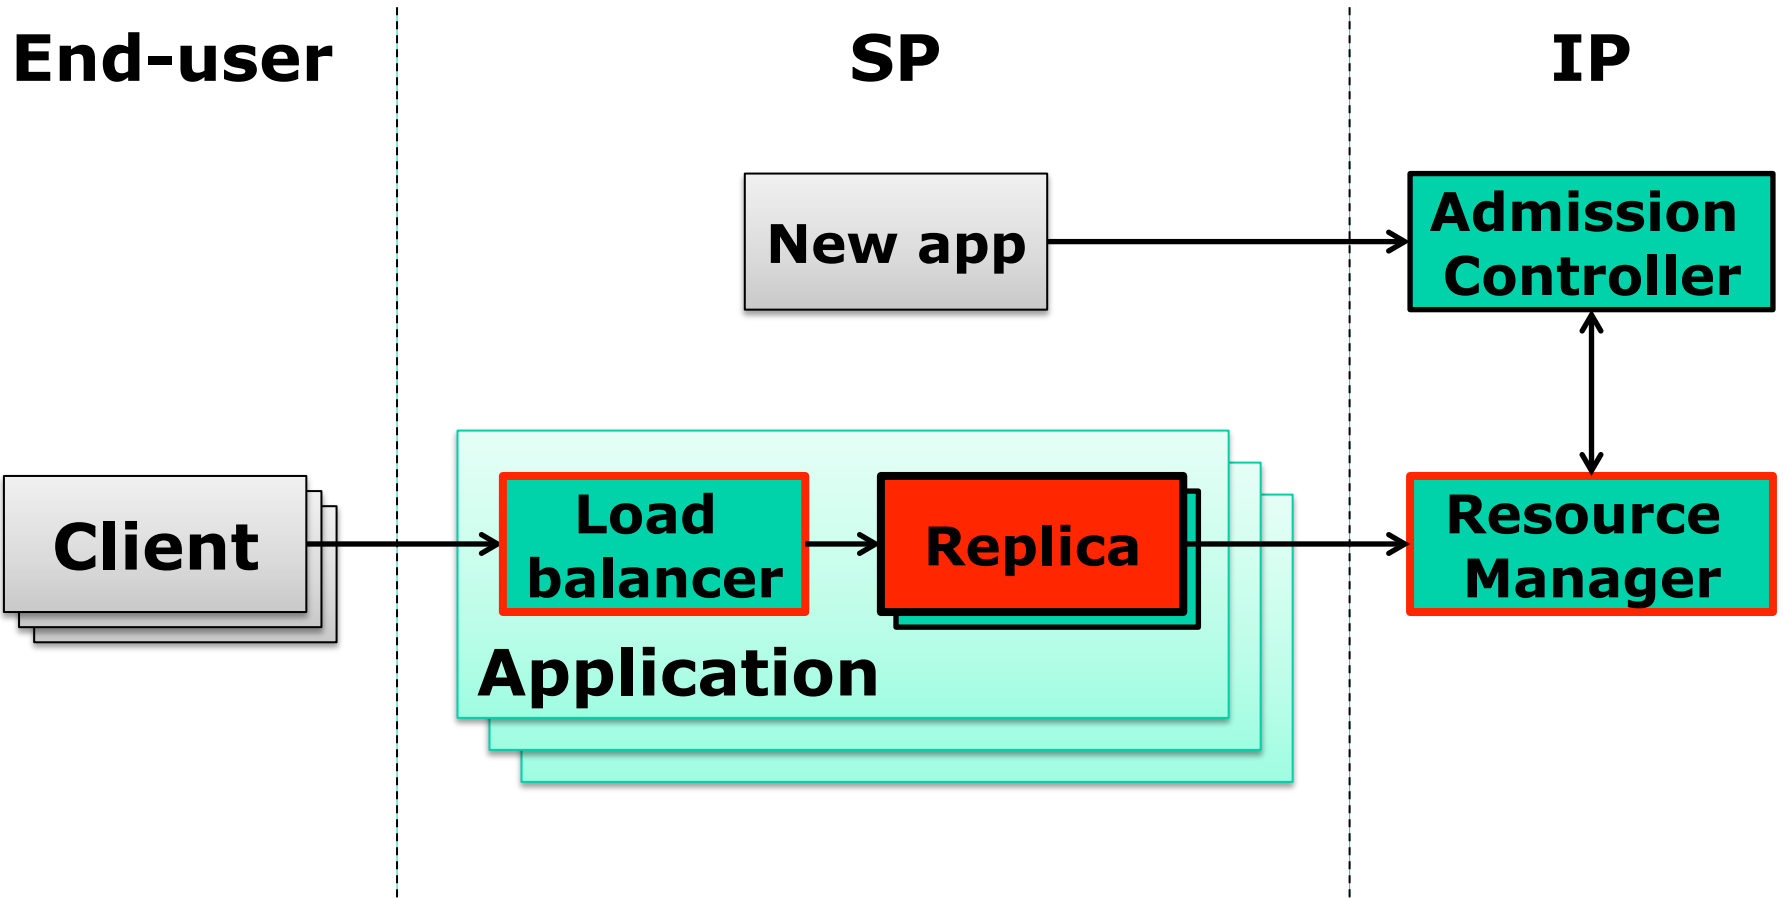 End-user
SP
IP
New app
Admission
Controller
Client
Load
balancer
Replica
Resource
Manager
Application